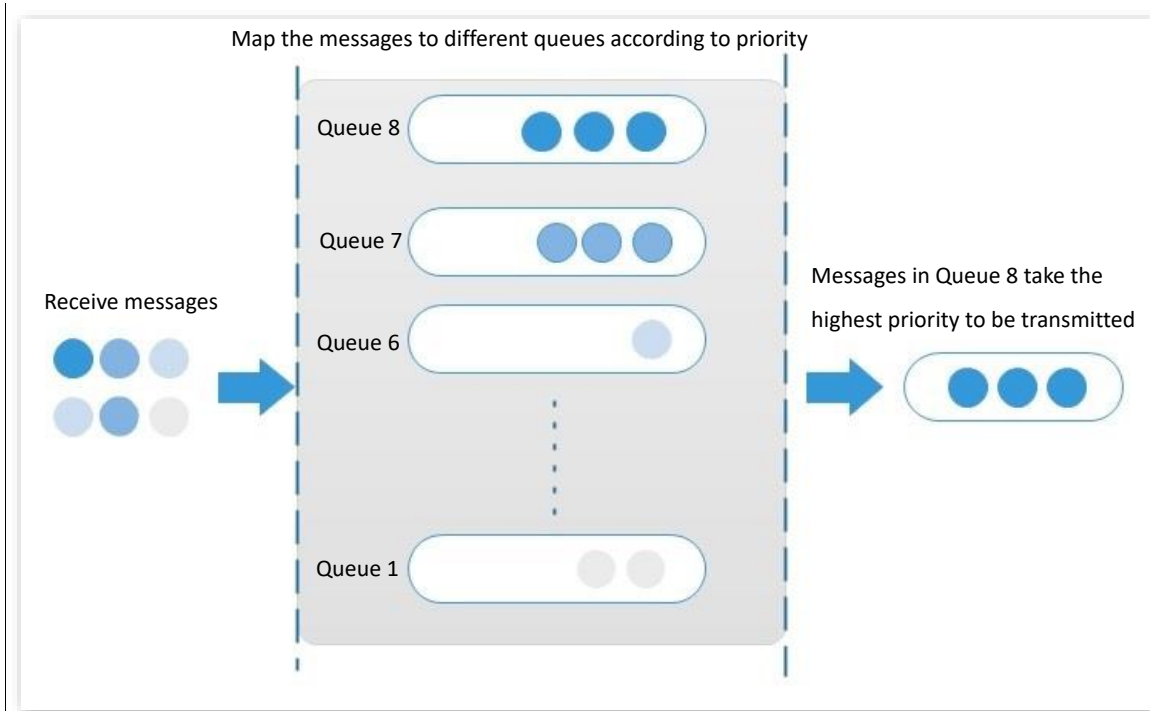 Map the messages to different queues according to priority
Queue 8
Queue 7
Messages in Queue 8 take the
highest priority to be transmitted
Receive messages
Queue 6
Queue 1